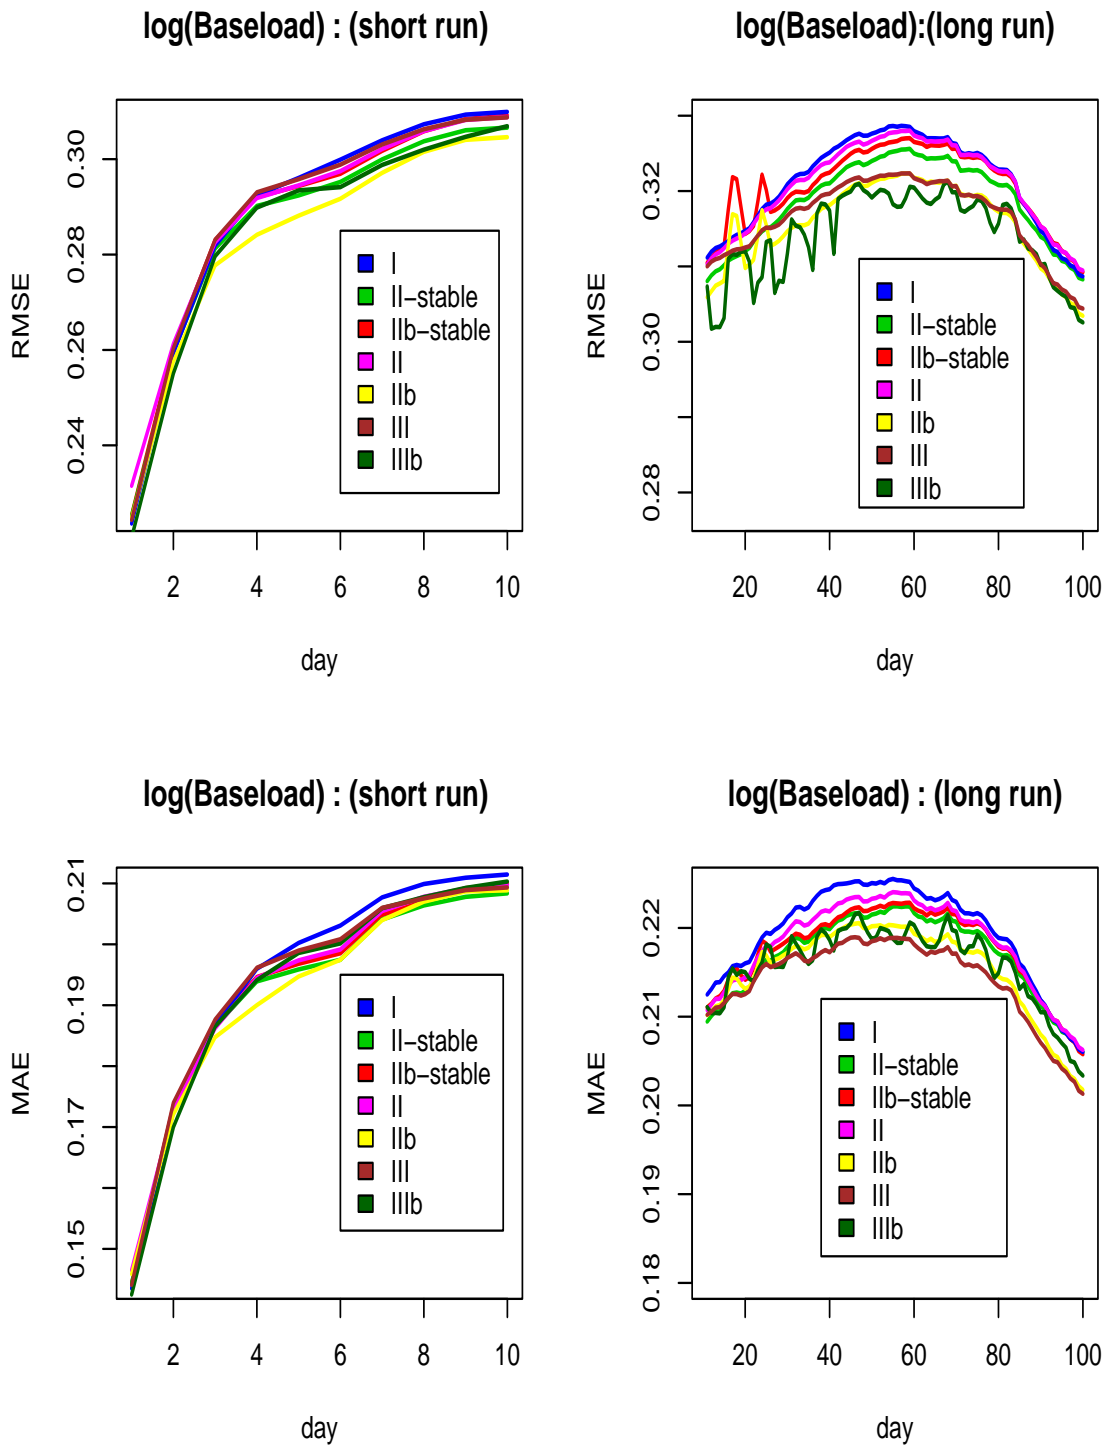 log(Baseload) : (short run)
RMSE
0.30
0.28
0.26
0.24
I
II-stable
IIb-stable
II
IIb
III
IIIb
2 4 6 8 10
day
log(Baseload):(long run)
RMSE
0.32
0.30
0.28
I
II-stable
IIb-stable
II
IIb
III
IIIb
20 40 60 80 100
day
log(Baseload) : (short run)
MAE
0.21
0.19
0.17
0.15
I
II-stable
IIb-stable
II
IIb
III
IIIb
2 4 6 8 10
day
log(Baseload) : (long run)
MAE
0.22
0.21
0.20
0.19
0.18
I
II-stable
IIb-stable
II
IIb
III
IIIb
20 40 60 80 100
day